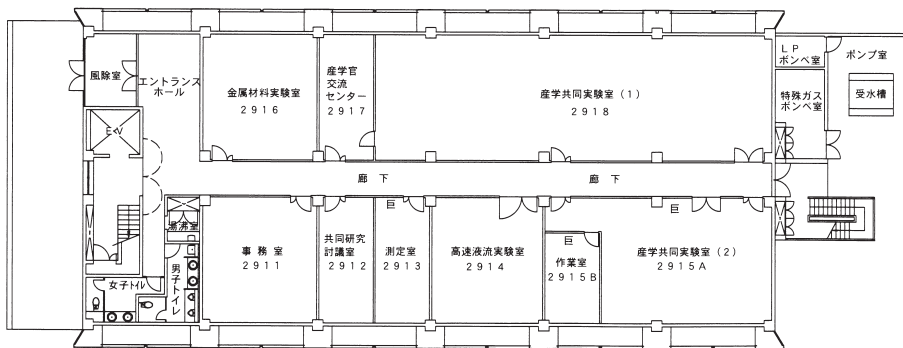 風除室
エントランス
ホール
金属材料実験室
2916
産学官
交流
センター
2917
産学共同実験室(1)
2918
LP
ボンベ室
ポンプ室
特殊ガス
ボンベ室
受水槽
EV
廊下
廊下
湯沸室
事務室
2911
共同研究
討議室
2912
巨
測定室
2913
高速液流実験室
2914
巨
作業室
2915B
巨
産学共同実験室(2)
2915A
女子トイレ
男子トイレ